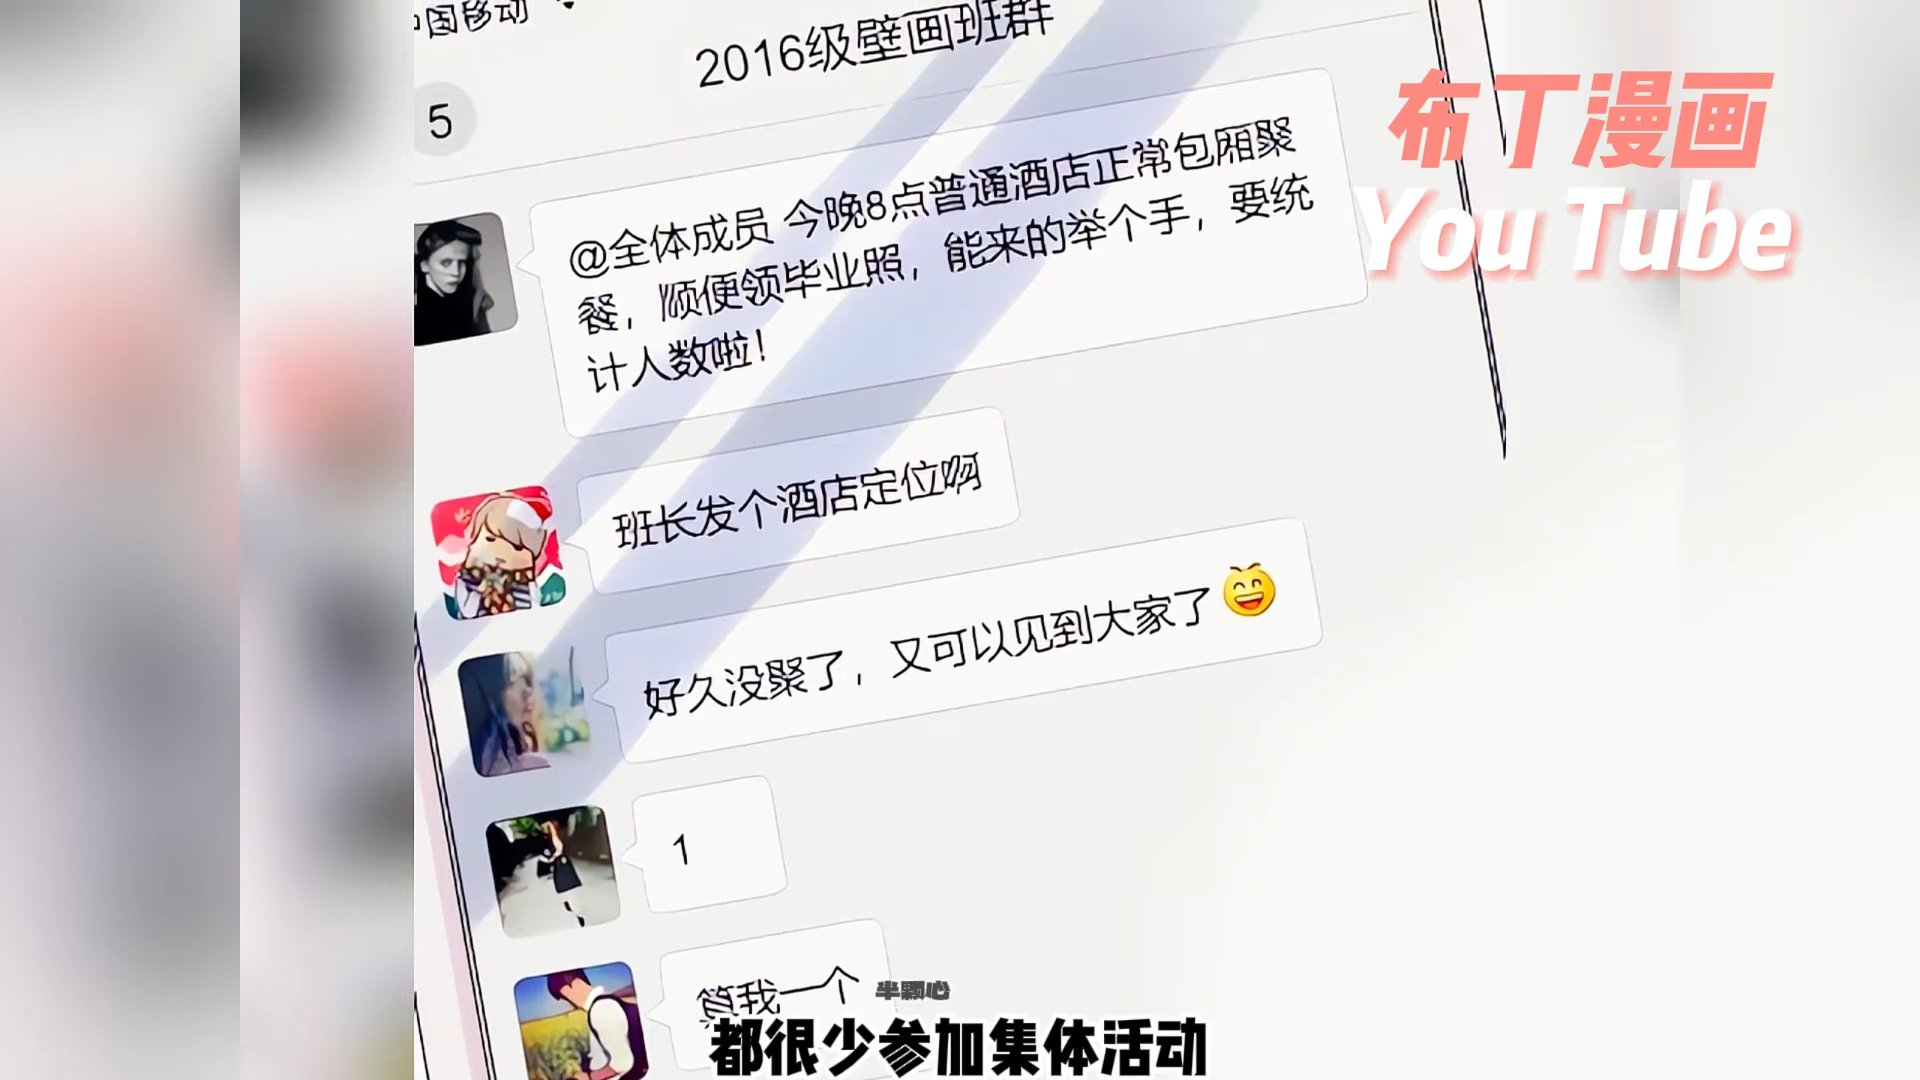 中国移动
2016级壁画班群
5
布丁漫画
You Tube
@全体成员 今晚8点普通酒店正常包厢聚
餐，顺便领毕业照，能来的举个手，要统
计人数啦！
班长发个酒店定位啊
好久没聚了，又可以见到大家了
1
算我一个
半颗心
都很少参加集体活动